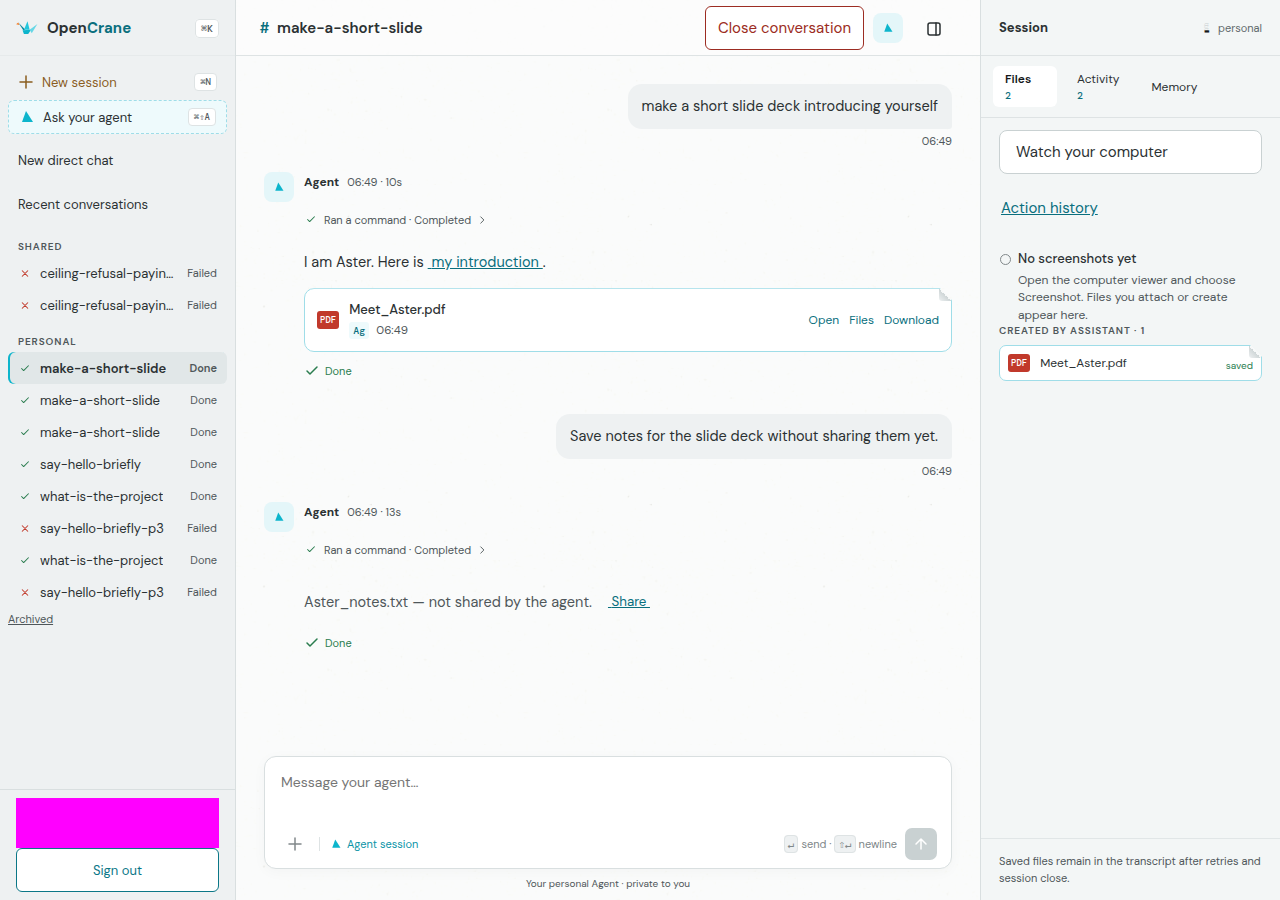 OpenCrane
⌘K
New session
⌘N
Ask your agent
⌘⇧A
New direct chat
Recent conversations
SHARED
ceiling-refusal-payin… Failed
ceiling-refusal-payin… Failed
PERSONAL
make-a-short-slide Done
make-a-short-slide Done
make-a-short-slide Done
say-hello-briefly Done
what-is-the-project Done
say-hello-briefly-p3 Failed
what-is-the-project Done
say-hello-briefly-p3 Failed
Archived
Sign out
# make-a-short-slide
Close conversation
make a short slide deck introducing yourself
06:49
Agent 06:49 · 10s
Ran a command · Completed
I am Aster. Here is my introduction .
PDF
Meet_Aster.pdf
Ag 06:49
Open Files Download
Done
Save notes for the slide deck without sharing them yet.
06:49
Agent 06:49 · 13s
Ran a command · Completed
Aster_notes.txt — not shared by the agent. Share
Done
Message your agent…
Agent session
↵ send · ⇧↵ newline
Your personal Agent · private to you
Session
personal
Files
2
Activity
2
Memory
Watch your computer
Action history
No screenshots yet
Open the computer viewer and choose
Screenshot. Files you attach or create
appear here.
CREATED BY ASSISTANT · 1
PDF Meet_Aster.pdf saved
Saved files remain in the transcript after retries and
session close.